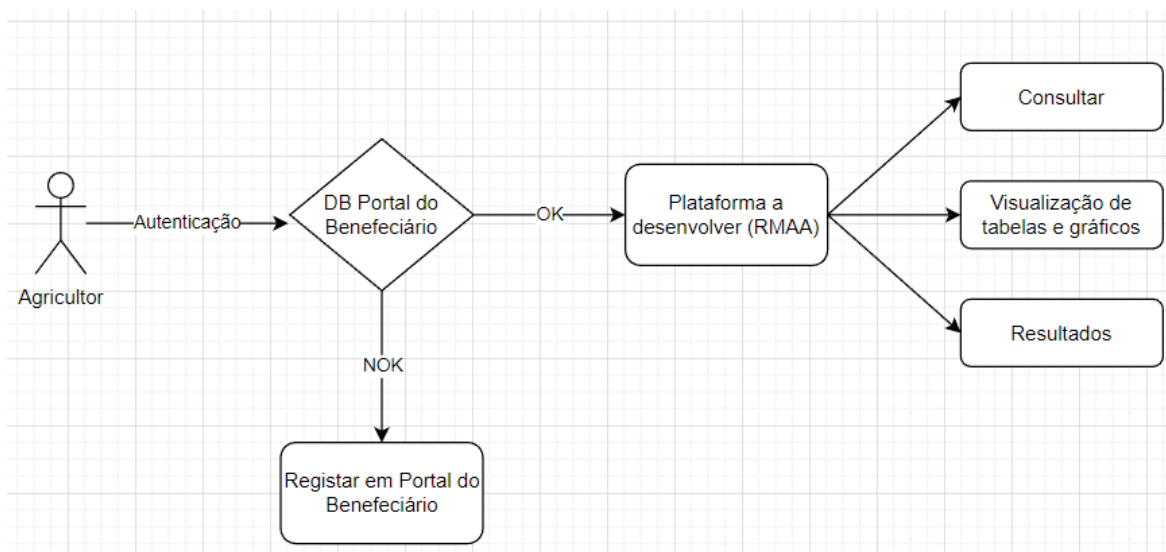 Agricultor
Autenticação
DB Portal do
Benefeciário
OK
NOK
Registar em Portal do
Benefeciário
Plataforma a
desenvolver (RMAA)
Consultar
Visualização de
tabelas e gráficos
Resultados